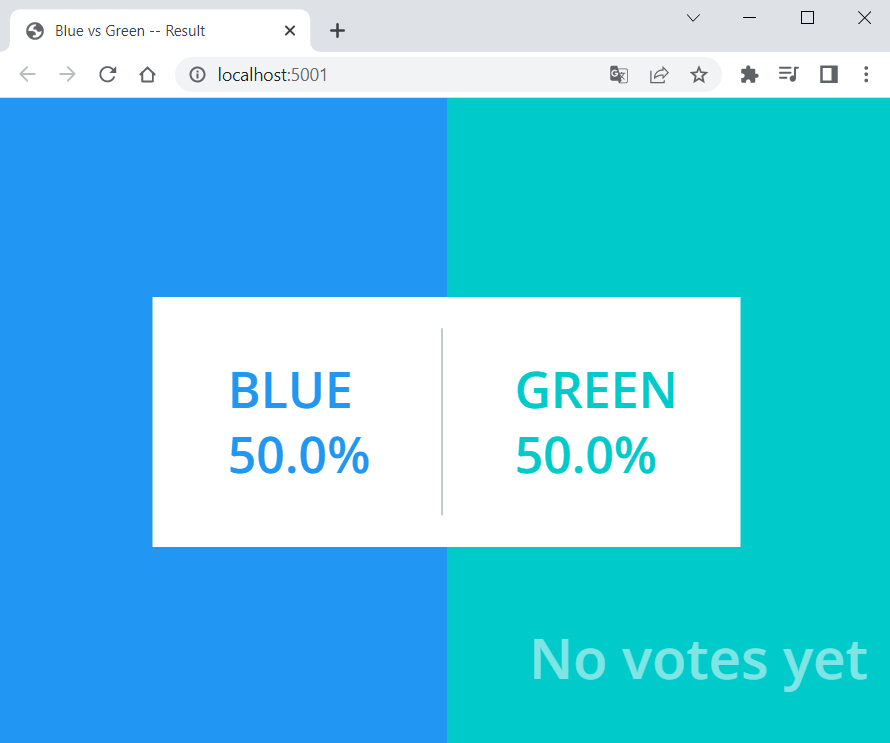 Blue vs Green -- Result
localhost:5001
BLUE
50.0%
GREEN
50.0%
No votes yet